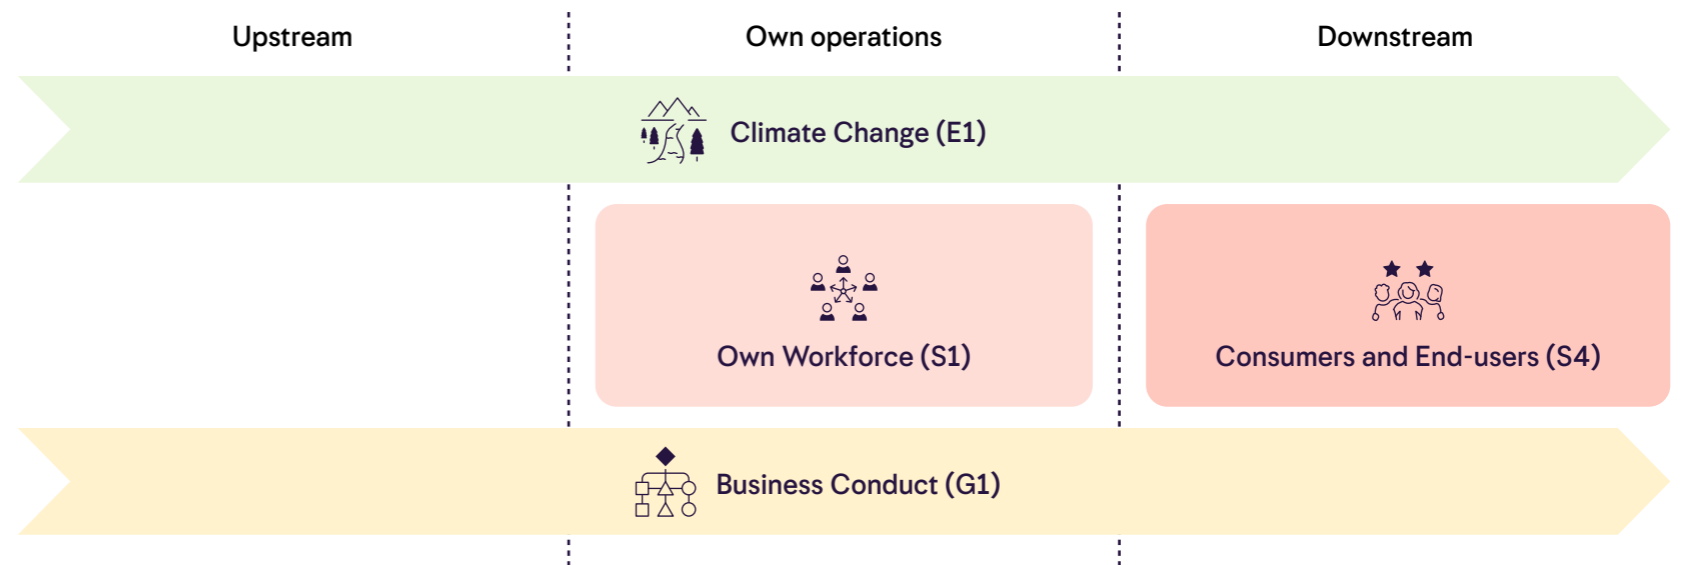 Upstream
Own operations
Downstream
Climate Change (E1)
Own Workforce (S1)
Consumers and End-users (S4)
Business Conduct (G1)